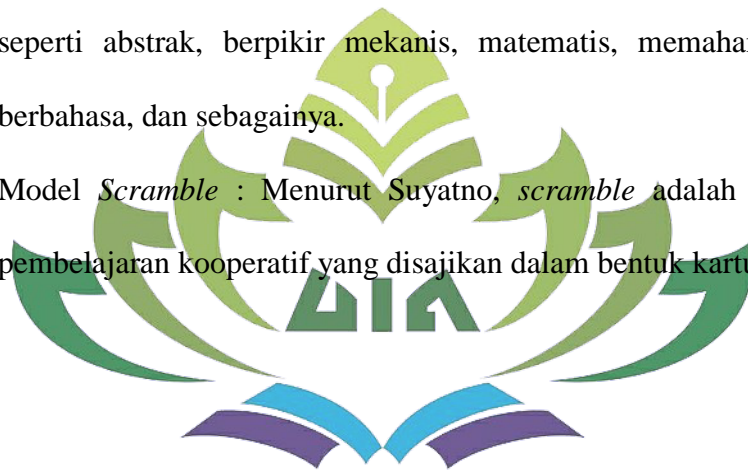 seperti abstrak, berpikir mekanis, matematis,
berbahasa, dan sebagainya.
Model Scramble : Menurut Suyatno, scramble adalah
pembelajaran kooperatif yang disajikan dalam bentuk kartu
UIA